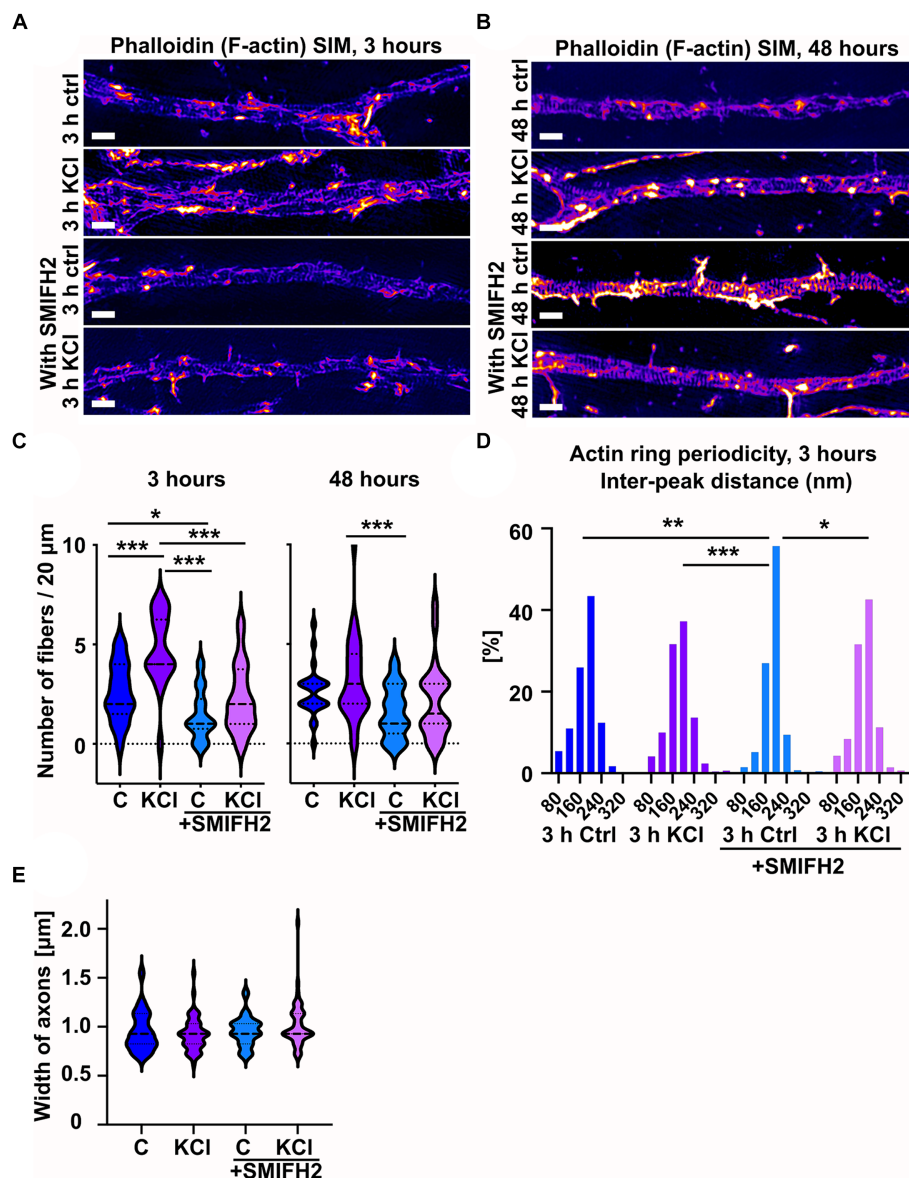 A
Phalloidin (F-actin) SIM, 3 hours
3 h ctrl
3 h KCl
With SMIFH2
3 h ctrl
3 h KCl
B
Phalloidin (F-actin) SIM, 48 hours
48 h ctrl
48 h KCl
With SMIFH2
48 h ctrl
48 h KCl
C
3 hours
48 hours
Number of fibers / 20 µm
10
5
0
*
***
***
***
***
C KCl C KCl
+SMIFH2
C KCl C KCl
+SMIFH2
D
Actin ring periodicity, 3 hours
Inter-peak distance (nm)
[%]
60
40
20
0
**
*
***
80 160 240 320 80 160 240 320 80 160 240 320 80 160 240 320
3 h Ctrl 3 h KCl 3 h Ctrl 3 h KCl
+SMIFH2
E
Width of axons [µm]
2.0
1.5
1.0
0.5
0
C KCl C KCl
+SMIFH2